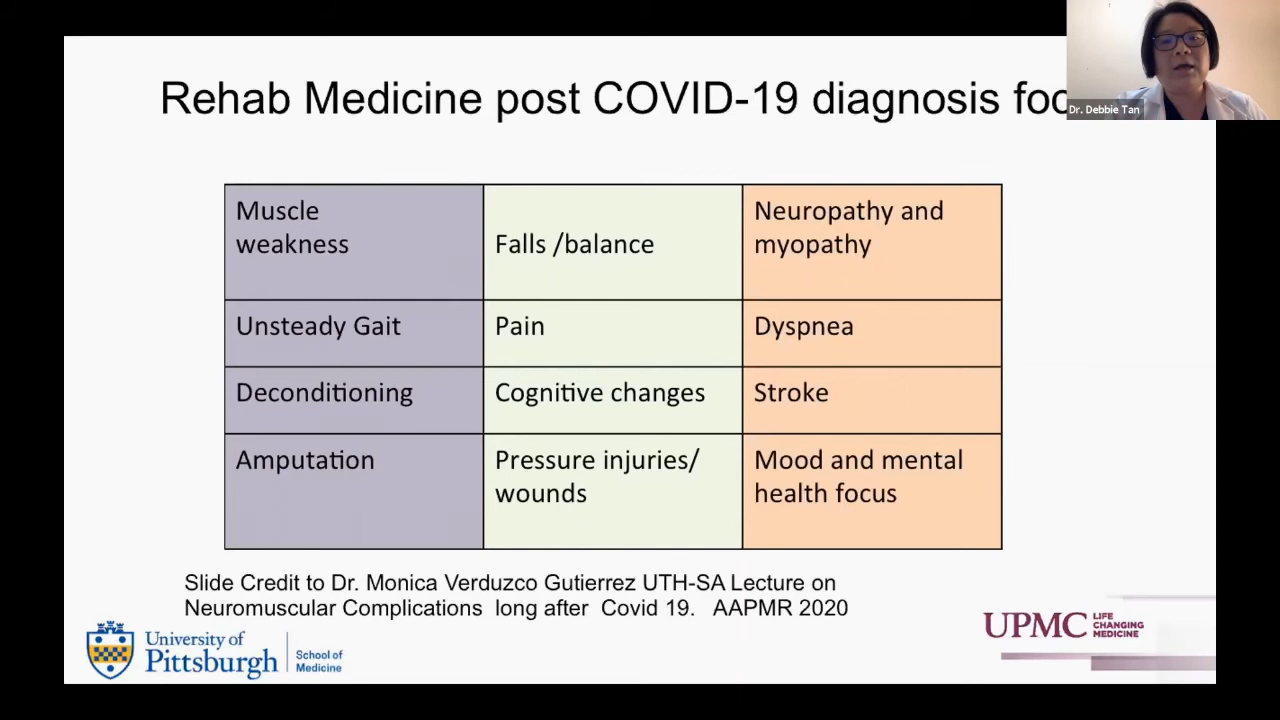 Rehab Medicine post COVID-19 diagnosis
Dr. Debbie Tan
Muscle
weakness
Falls /balance
Neuropathy and
myopathy
Unsteady Gait
Pain
Dyspnea
Deconditioning
Cognitive changes
Stroke
Amputation
Pressure injuries/
wounds
Mood and mental
health focus
Slide Credit to Dr. Monica Verduzco Gutierrez UTH-SA Lecture on
Neuromuscular Complications long after Covid 19. AAPMR 2020
University of
Pittsburgh
School of
Medicine
UPMC
LIFE
CHANGING
MEDICINE